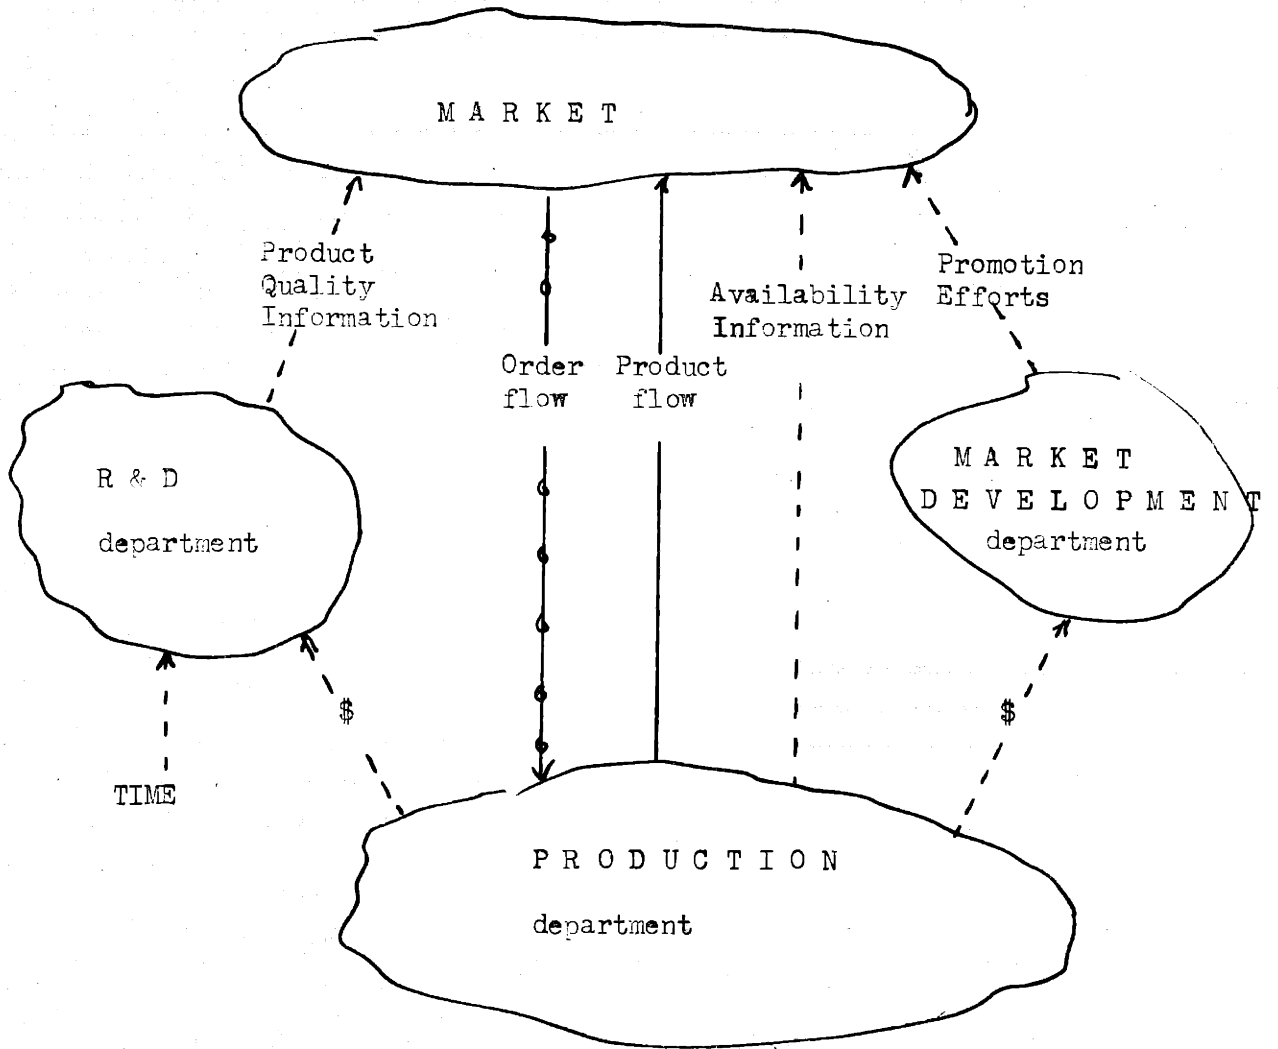 M A R K E T
Product
Quality
Information
Promotion
Efforts
Availability
Information
Order
flow
Product
flow
R & D
department
M A R K E T
D E V E L O P M E N T
department
$
$
TIME
P R O D U C T I O N
department